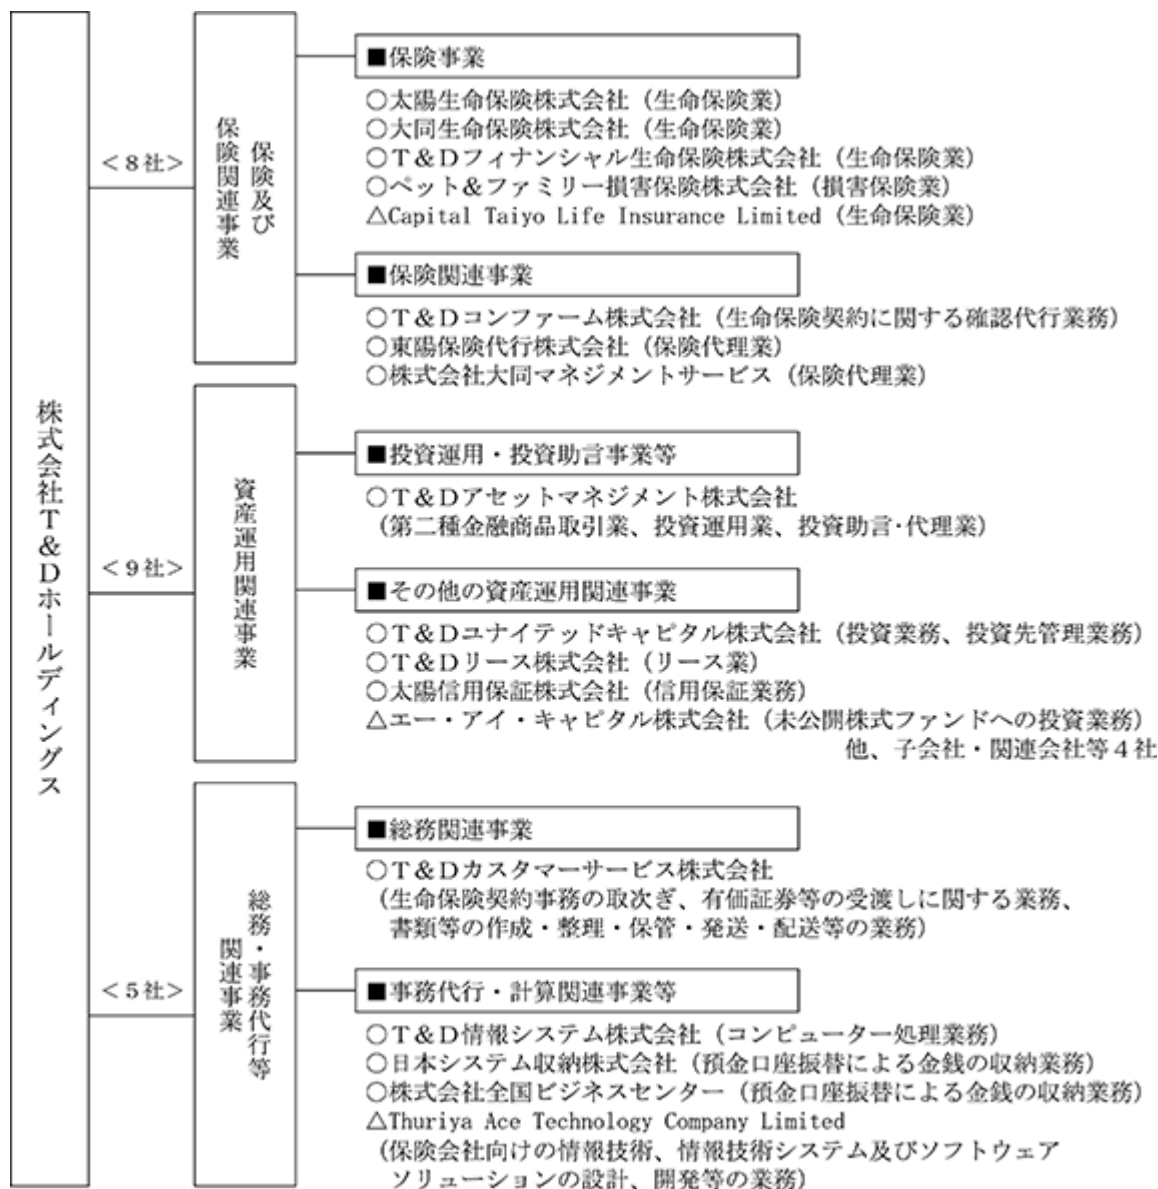 株式会社T&Dホールディングス
<8社>
保険及び
保険関連事業
■保険事業
○太陽生命保険株式会社（生命保険業）
○大同生命保険株式会社（生命保険業）
○T&Dフィナンシャル生命保険株式会社（生命保険業）
○ペット&ファミリー損害保険株式会社（損害保険業）
△Capital Taiyo Life Insurance Limited（生命保険業）
■保険関連事業
○T&Dコンファーム株式会社（生命保険契約に関する確認代行業務）
○東陽保険代行株式会社（保険代理業）
○株式会社大同マネジメントサービス（保険代理業）
<9社>
資産運用関連事業
■投資運用・投資助言事業等
○T&Dアセットマネジメント株式会社
（第二種金融商品取引業、投資運用業、投資助言・代理業）
■その他の資産運用関連事業
○T&Dユナイテッドキャピタル株式会社（投資業務、投資先管理業務）
○T&Dリース株式会社（リース業）
○太陽信用保証株式会社（信用保証業務）
△エー・アイ・キャピタル株式会社（未公開株式ファンドへの投資業務）
他、子会社・関連会社等4社
<5社>
総務・事務代行等
関連事業
■総務関連事業
○T&Dカスタマーサービス株式会社
（生命保険契約事務の取次ぎ、有価証券等の受渡しに関する業務、
書類等の作成・整理・保管・発送・配送等の業務）
■事務代行・計算関連事業等
○T&D情報システム株式会社（コンピューター処理業務）
○日本システム収納株式会社（預金口座振替による金銭の収納業務）
○株式会社全国ビジネスセンター（預金口座振替による金銭の収納業務）
△Thuriya Ace Technology Company Limited
（保険会社向けの情報技術、情報技術システム及びソフトウェア
ソリューションの設計、開発等の業務）